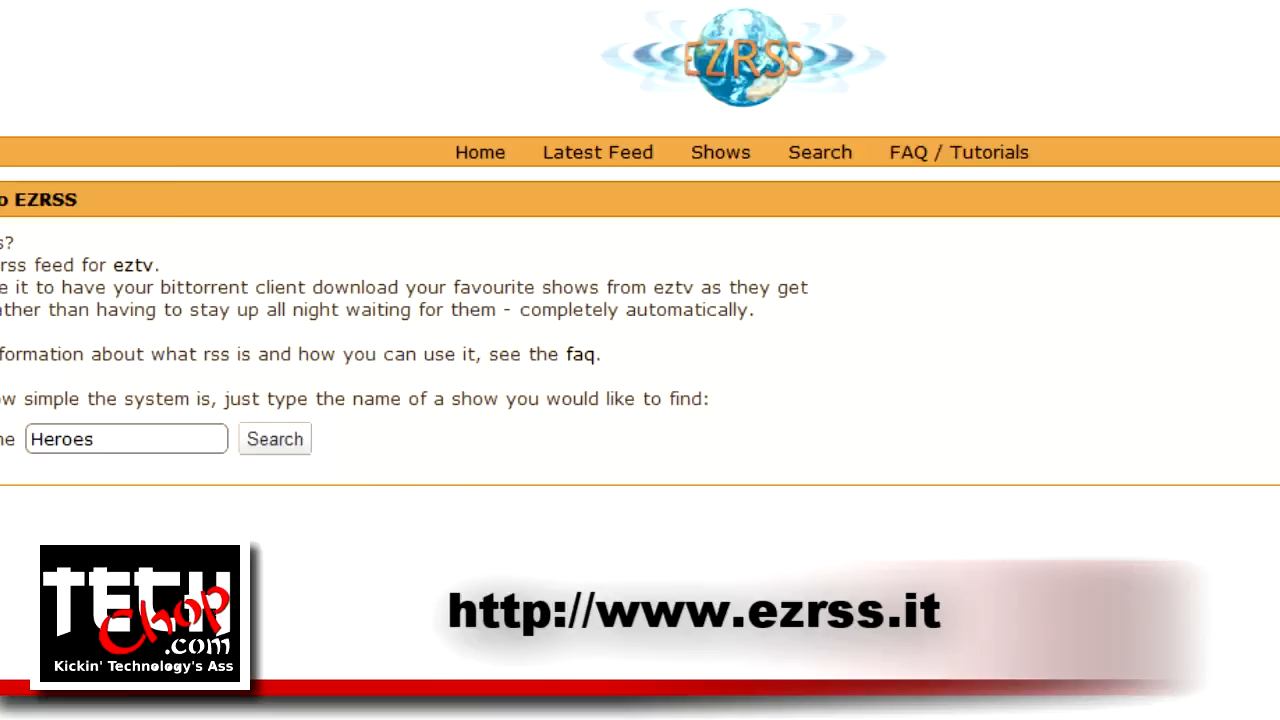 EZRSS
Home Latest Feed Shows Search FAQ / Tutorials
o EZRSS
s?
rss feed for eztv.
e it to have your bittorrent client download your favourite shows from eztv as they get
ther than having to stay up all night waiting for them - completely automatically.
formation about what rss is and how you can use it, see the faq.
w simple the system is, just type the name of a show you would like to find:
ne Heroes Search
TECH
Chop
.com
Kickin' Technology's Ass
http://www.ezrss.it